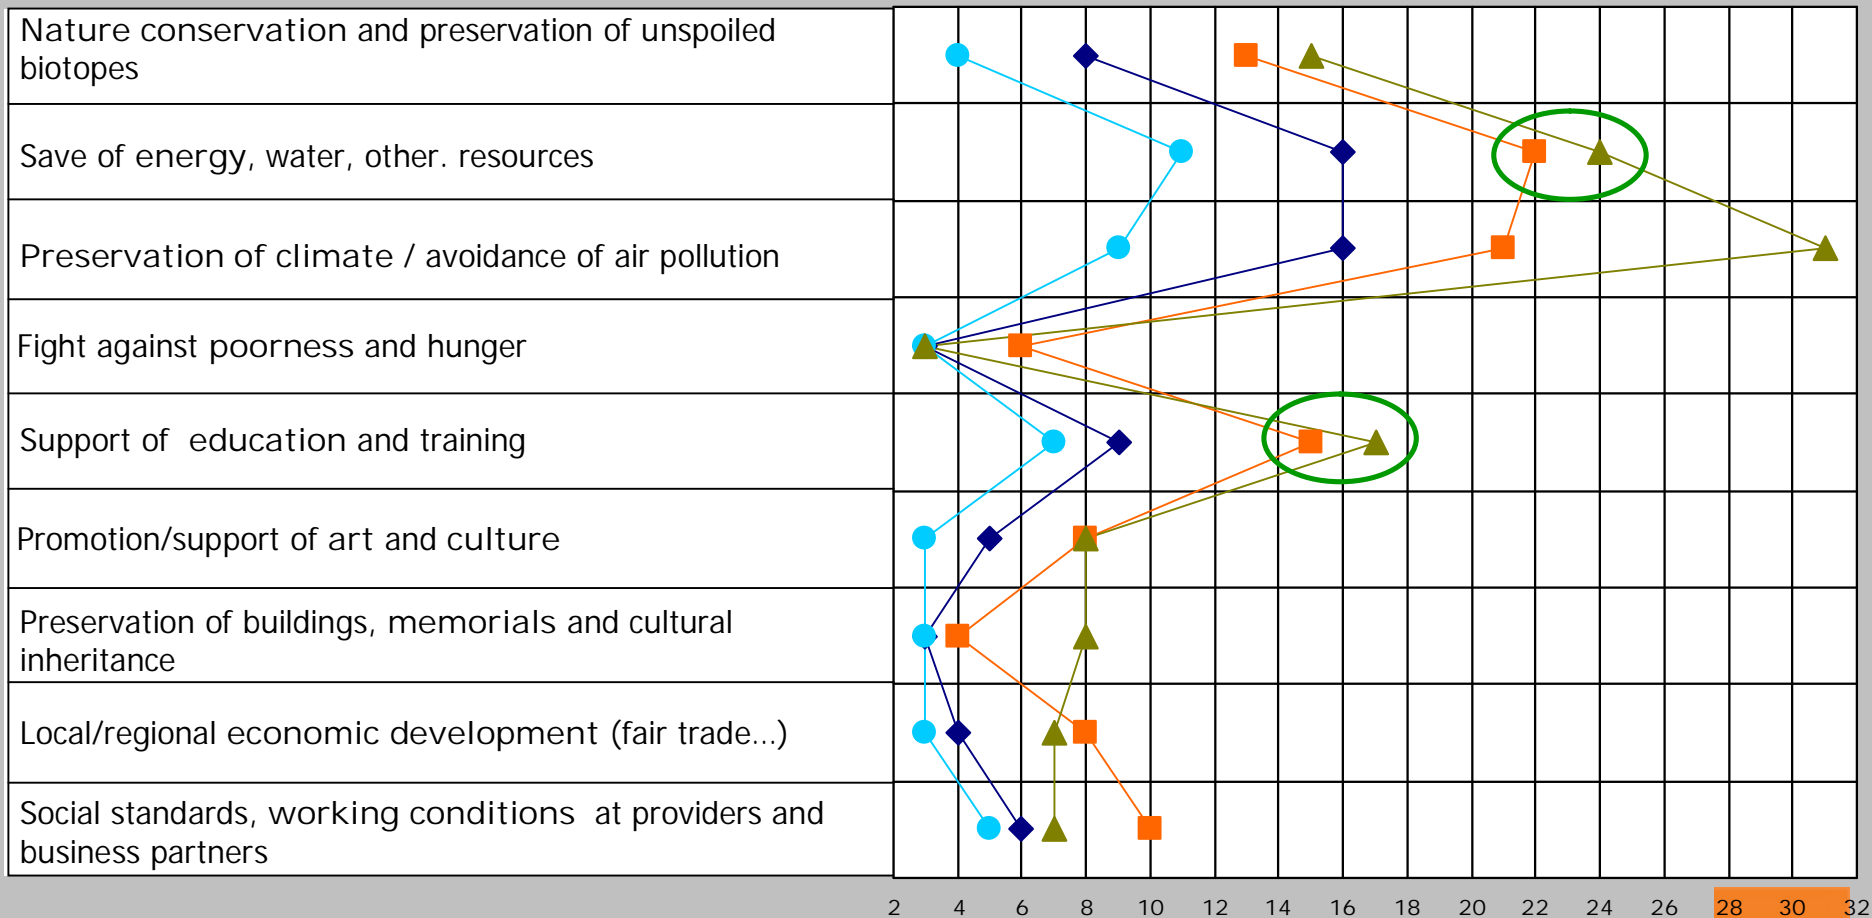 Nature conservation and preservation of unspoiled
biotopes
Save of energy, water, other. resources
Preservation of climate / avoidance of air pollution
Fight against poorness and hunger
Support of education and training
Promotion/support of art and culture
Preservation of buildings, memorials and cultural
inheritance
Local/regional economic development (fair trade...)
Social standards, working conditions at providers and
business partners
2 4 6 8 10 12 14 16 18 20 22 24 26 28 30 32